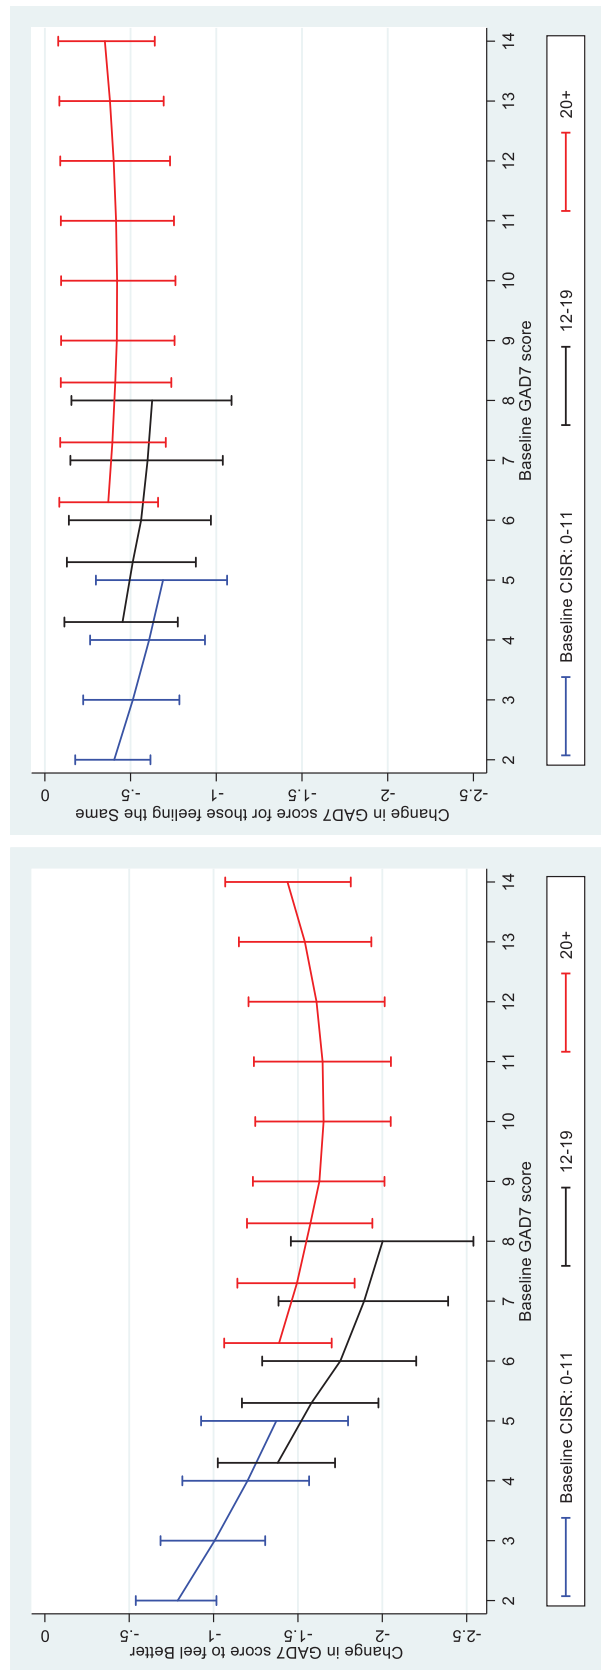 0
-.5
-1
-1.5
-2
-2.5
Change in GAD7 score to feel Better
2 3 4 5 6 7 8 9 10 11 12 13 14
Baseline GAD7 score
Baseline CISR: 0-11 12-19 20+
0
-.5
-1
-1.5
-2
-2.5
Change in GAD7 score for those feeling the Same
2 3 4 5 6 7 8 9 10 11 12 13 14
Baseline GAD7 score
Baseline CISR: 0-11 12-19 20+